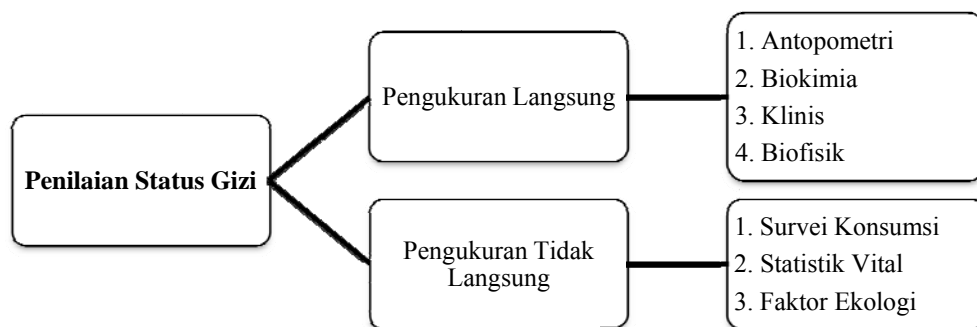 Penilaian Status Gizi
Pengukuran Langsung
1. Antopometri
2. Biokimia
3. Klinis
4. Biofisik
Pengukuran Tidak
Langsung
1. Survei Konsumsi
2. Statistik Vital
3. Faktor Ekologi